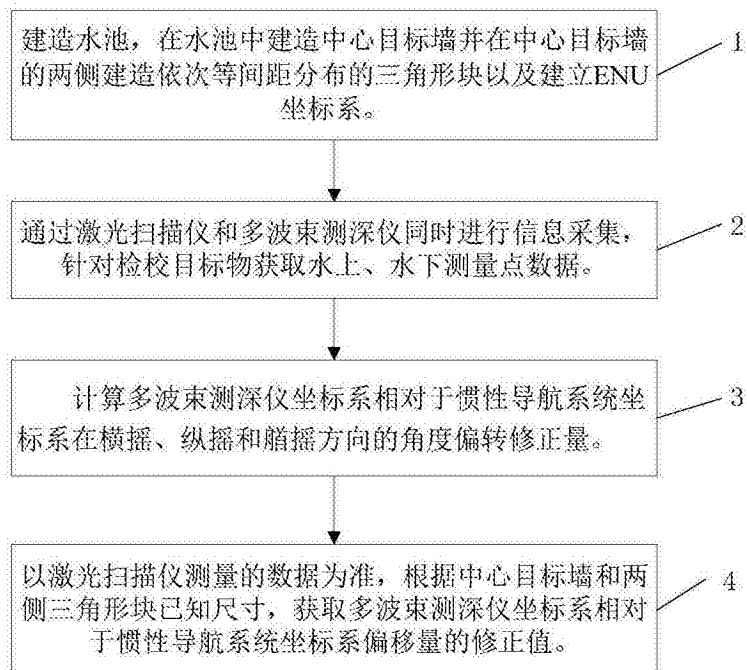 建造水池，在水池中建造中心目标墙并在中心目标墙
的两侧建造依次等间距分布的三角形块以及建立ENU
坐标系。
1
通过激光扫描仪和多波束测深仪同时进行信息采集，
针对检校目标物获取水上、水下测量点数据。
2
计算多波束测深仪坐标系相对于惯性导航系统坐
标系在横摇、纵摇和艏摇方向的角度偏转修正量。
3
以激光扫描仪测量的数据为准，根据中心目标墙和两
侧三角形块已知尺寸，获取多波束测深仪坐标系相对
于惯性导航系统坐标系偏移量的修正值。
4